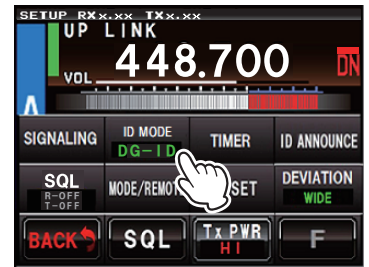 SETUP RXx.xx TXx.xx
UP LINK
VOL 448.700 DN
SIGNALING ID MODE DG-ID TIMER ID ANNOUNCE
SQL R-OFF T-OFF MODE/REMOT SET DEVIATION WIDE
BACK SQL Tx PWR HI F